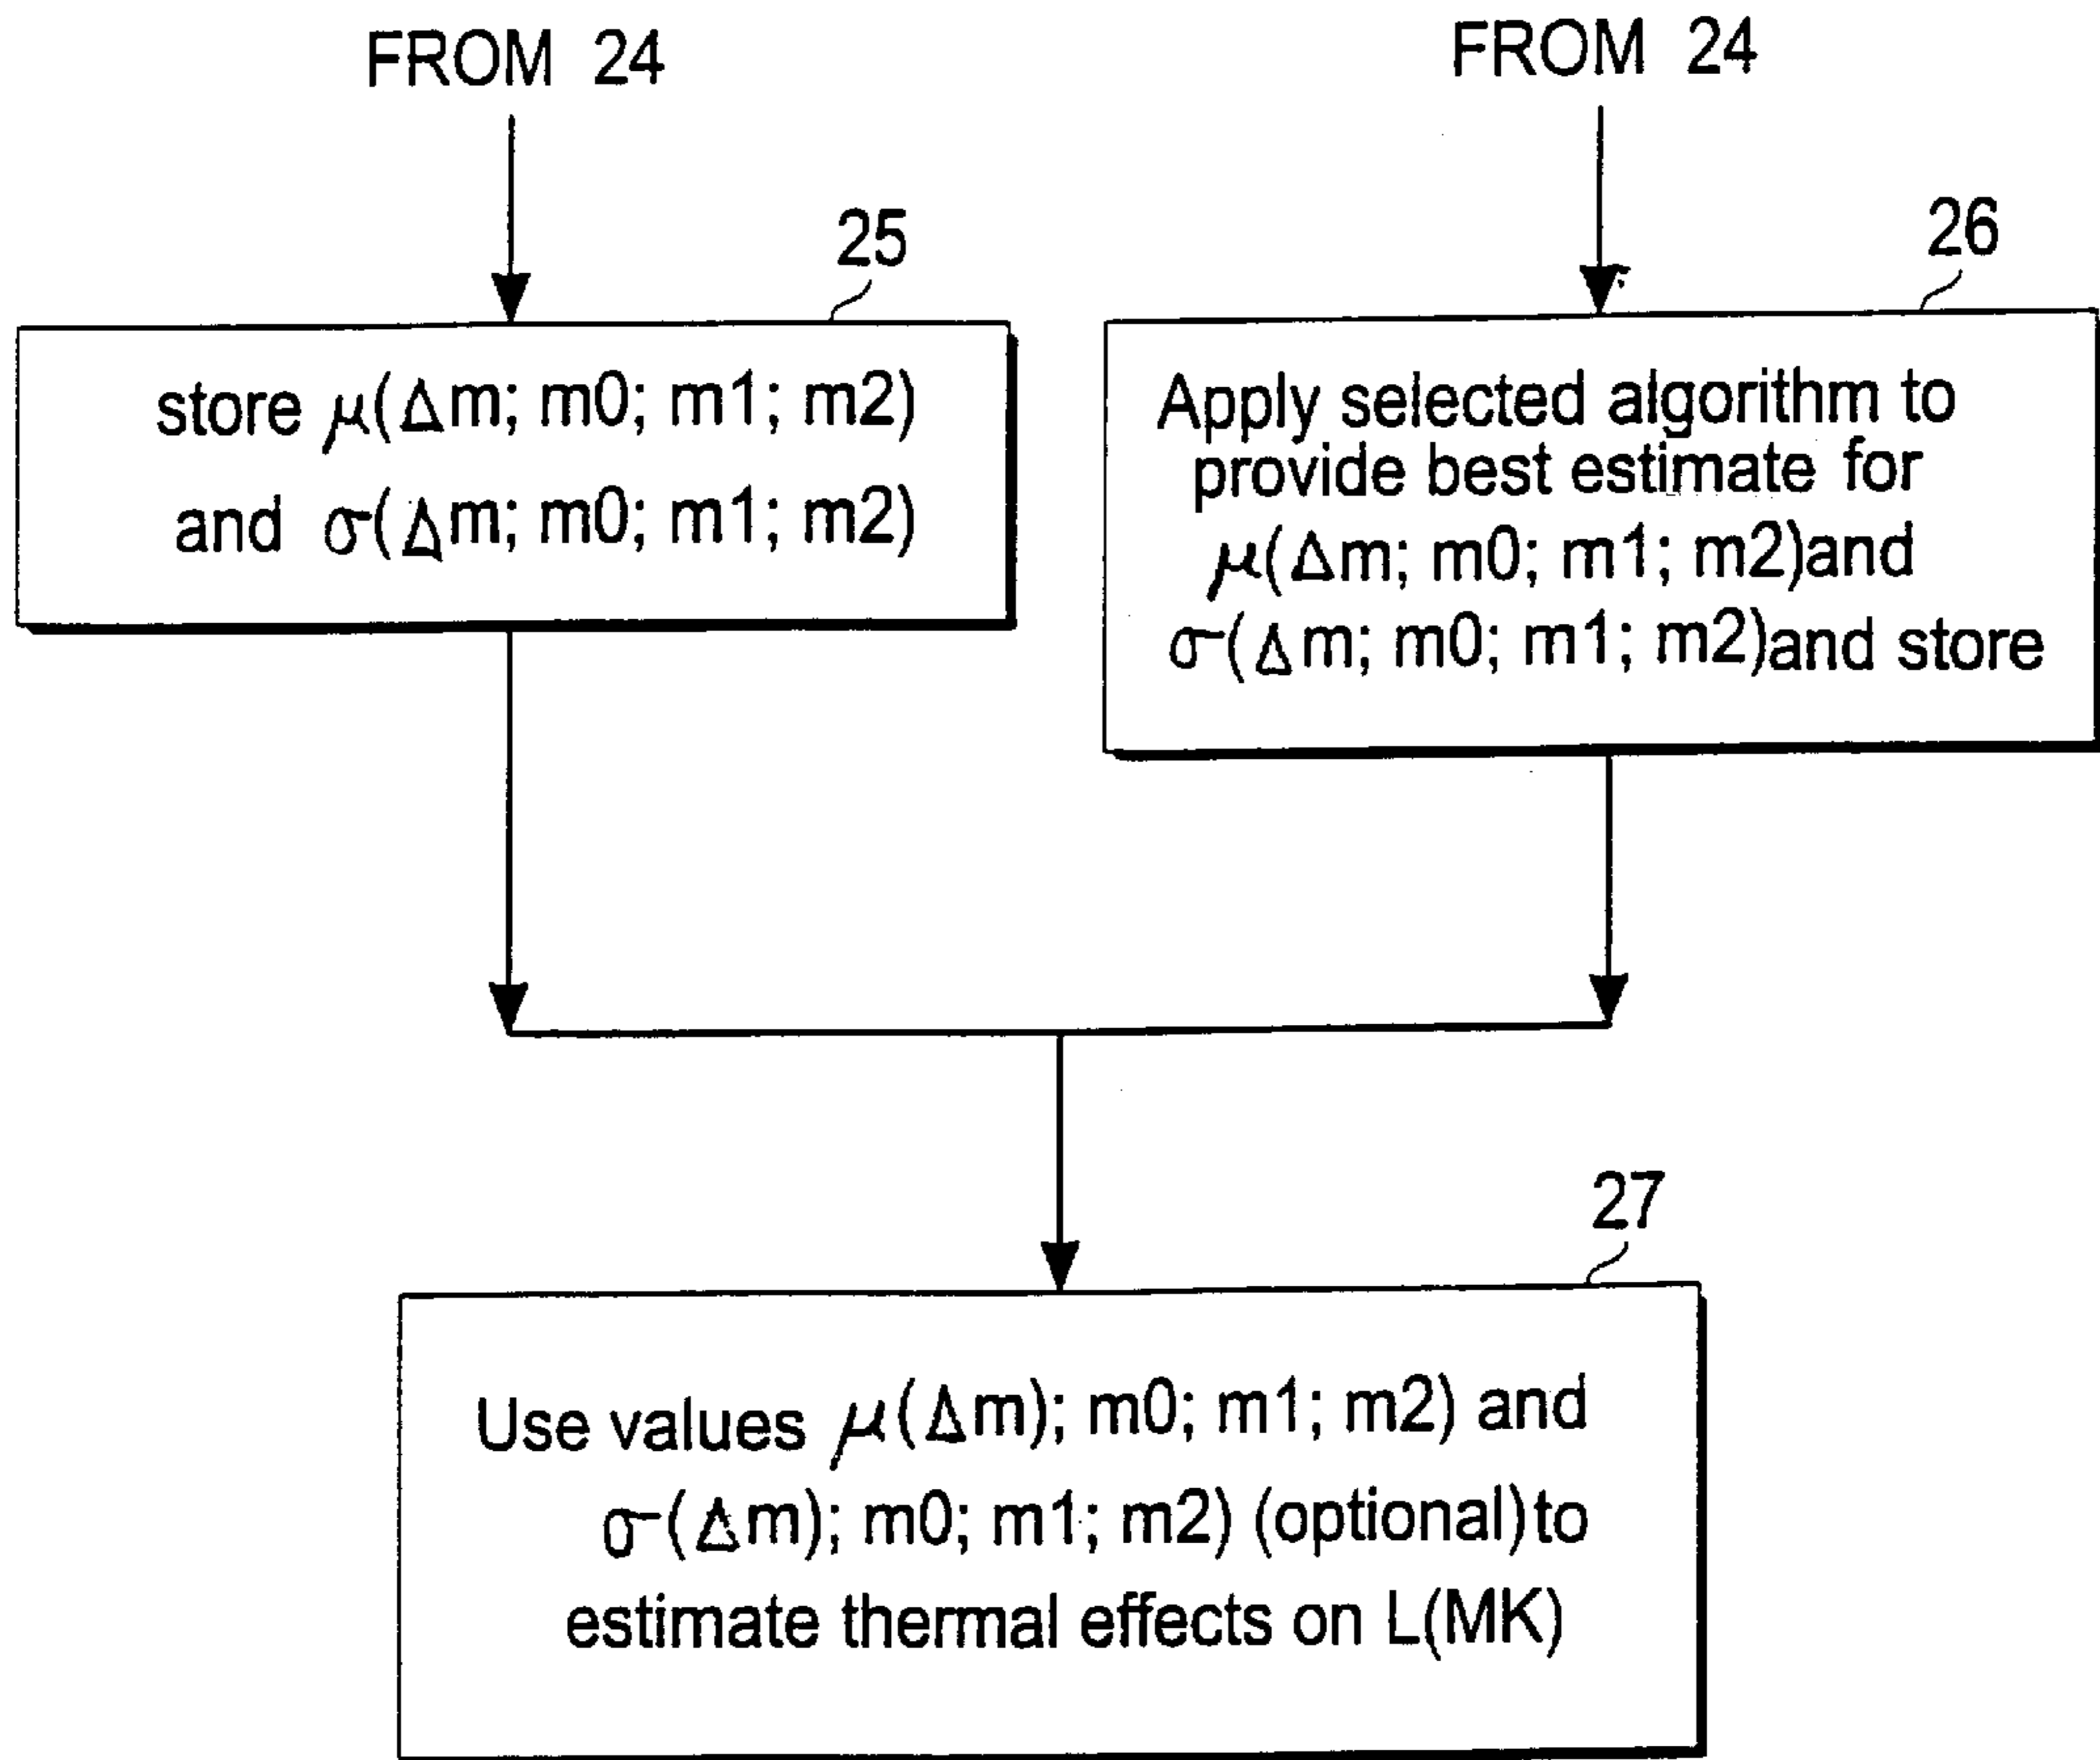 FROM 24
FROM 24
25
store μ(Δm; m0; m1; m2)
and σ(Δm; m0; m1; m2)
26
Apply selected algorithm to
provide best estimate for
μ(Δm; m0; m1; m2)and
σ(Δm; m0; m1; m2)and store
27
Use values μ(Δm); m0; m1; m2) and
σ(Δm); m0; m1; m2) (optional)to
estimate thermal effects on L(MK)